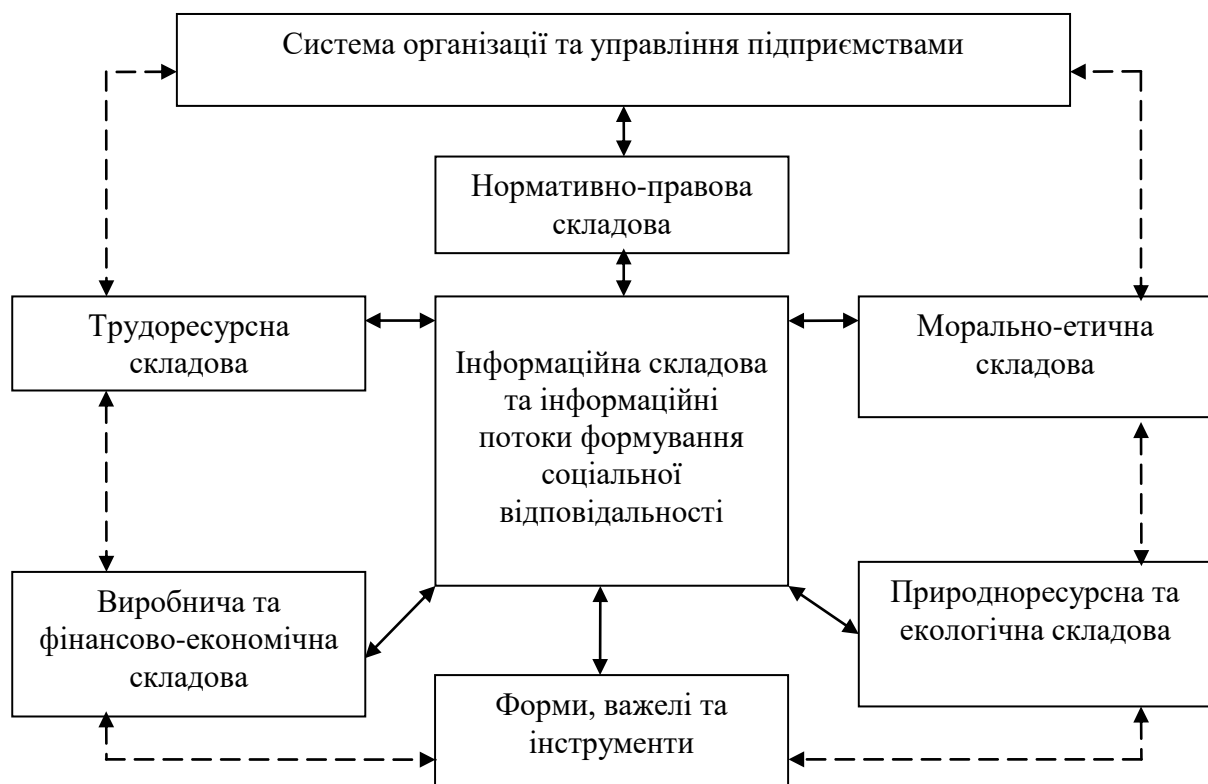 Система організації та управління підприємствами
Нормативно-правова
складова
Трудоресурсна
складова
Інформаційна складова
та інформаційні
потоки формування
соціальної
відповідальності
Морально-етична
складова
Виробнича та
фінансово-економічна
складова
Природноресурсна та
екологічна складова
Форми, важелі та
інструменти